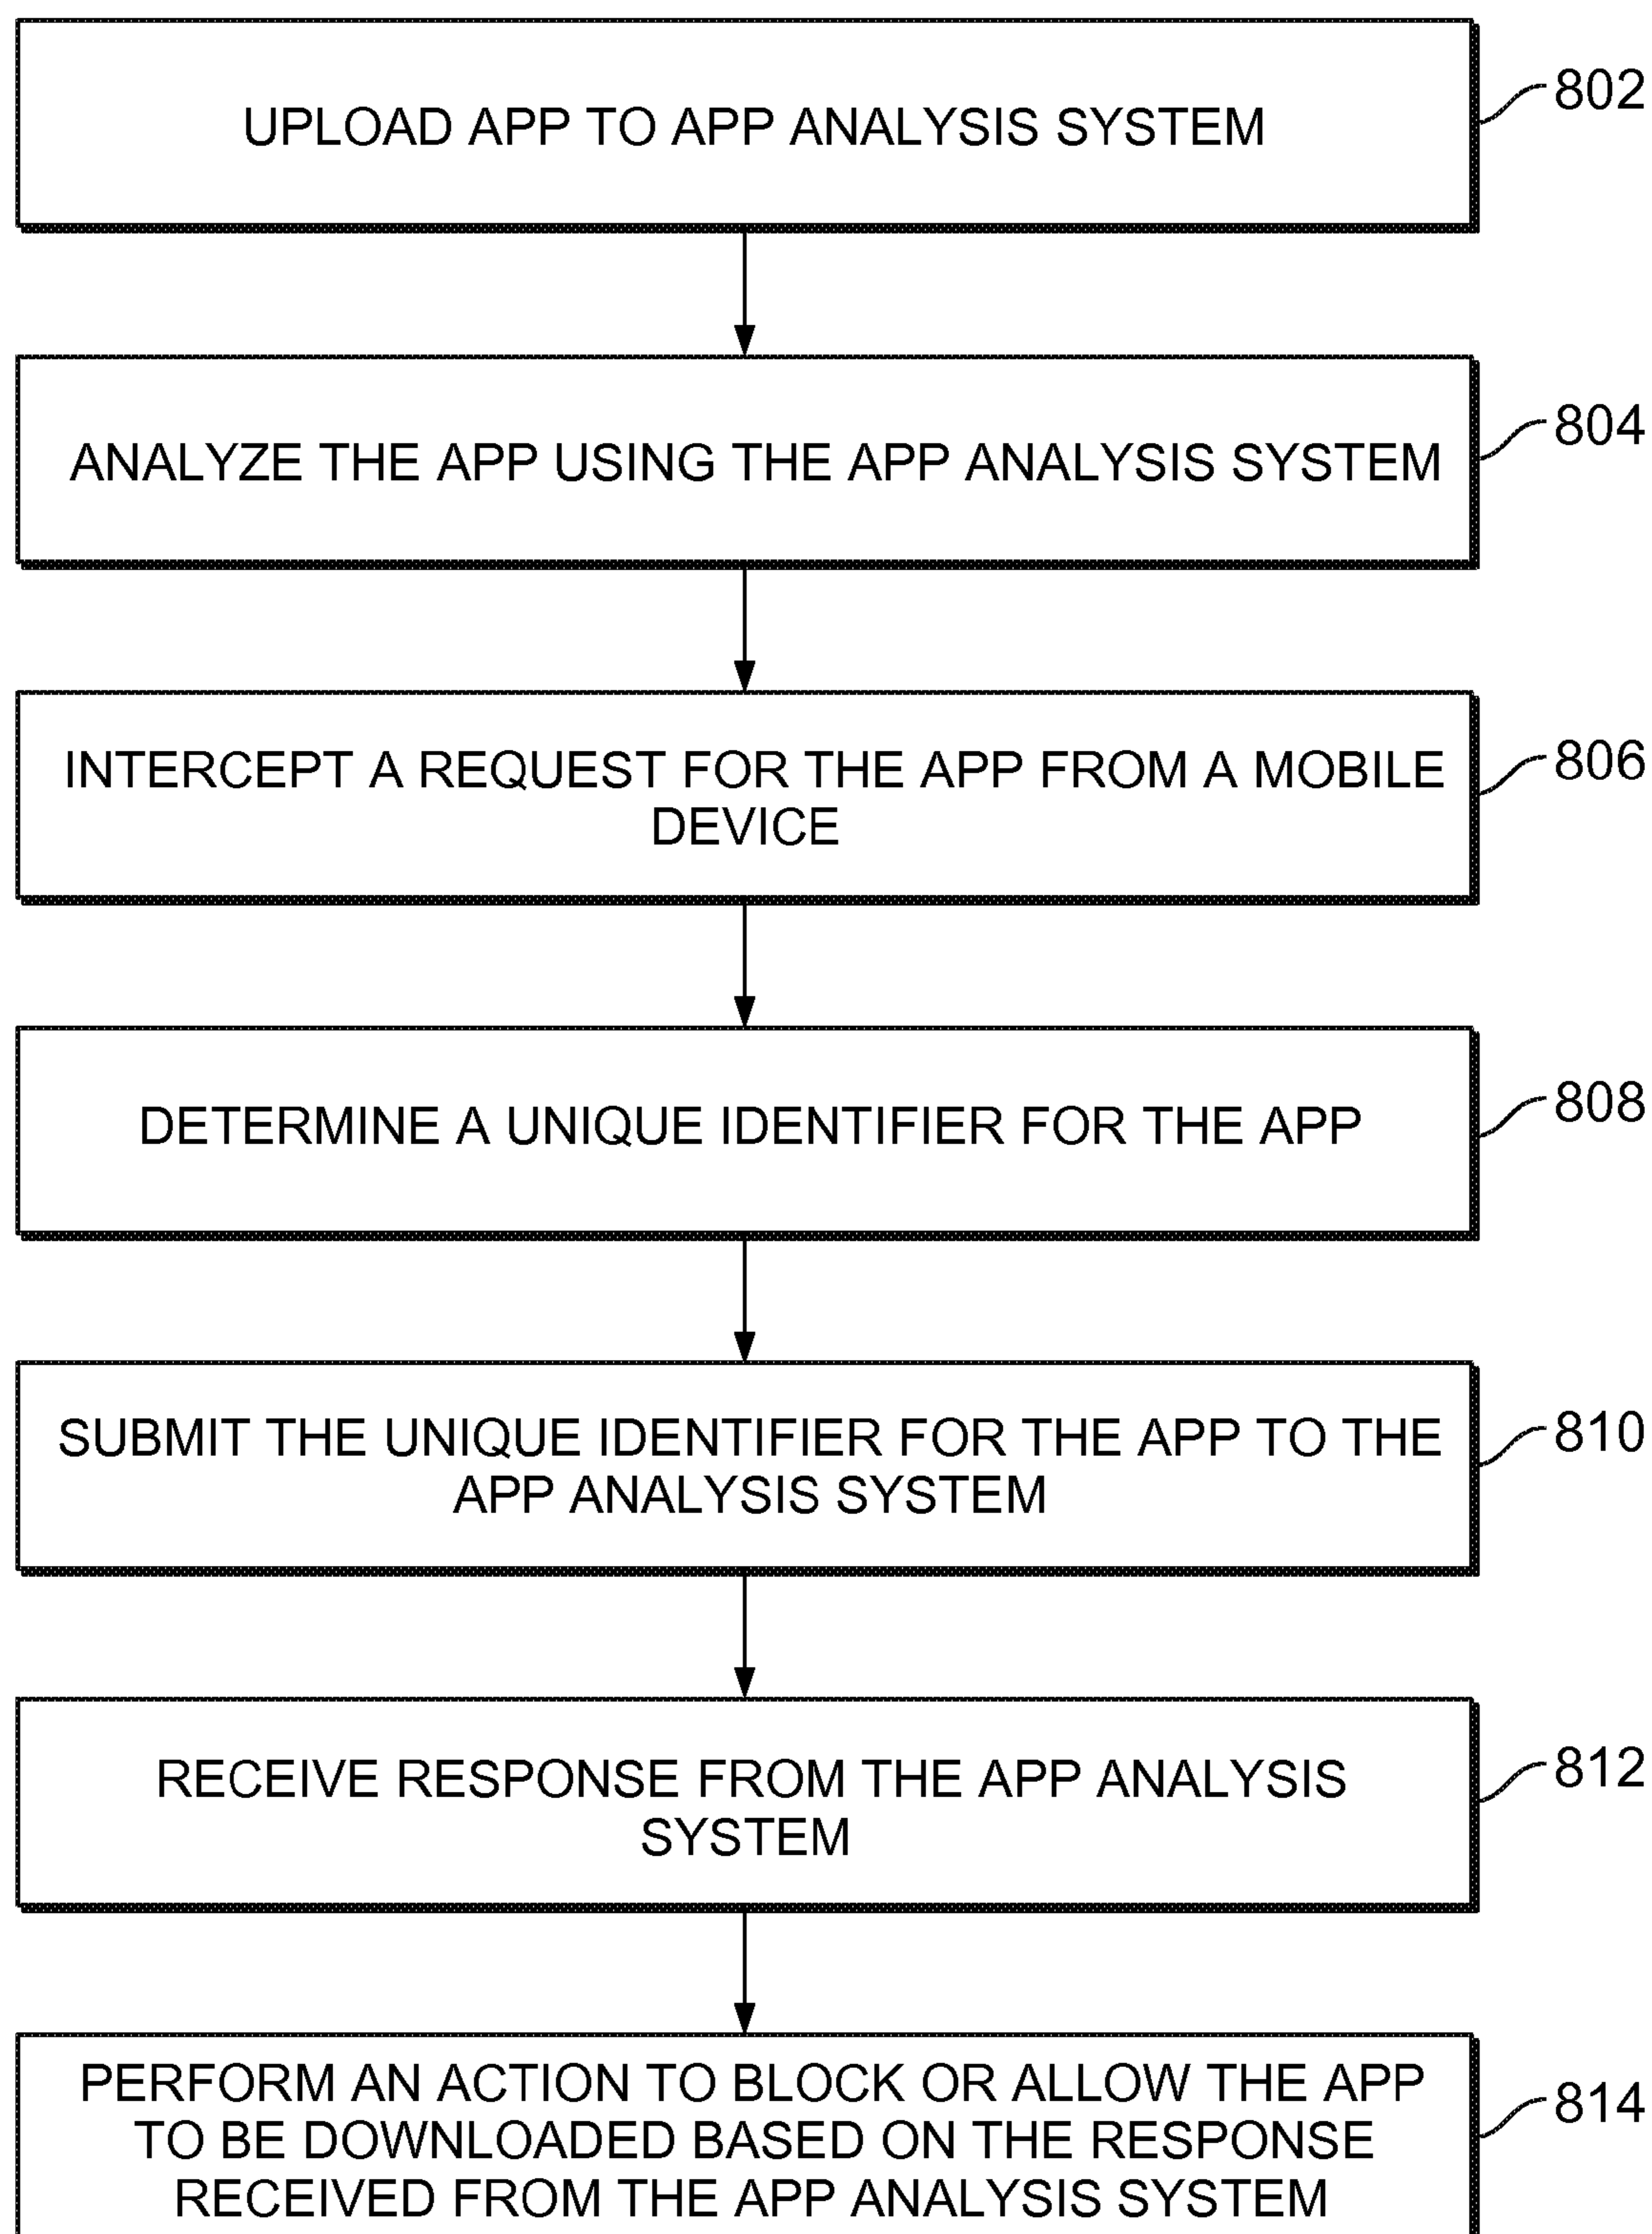 UPLOAD APP TO APP ANALYSIS SYSTEM
802
ANALYZE THE APP USING THE APP ANALYSIS SYSTEM
804
INTERCEPT A REQUEST FOR THE APP FROM A MOBILE
DEVICE
806
DETERMINE A UNIQUE IDENTIFIER FOR THE APP
808
SUBMIT THE UNIQUE IDENTIFIER FOR THE APP TO THE
APP ANALYSIS SYSTEM
810
RECEIVE RESPONSE FROM THE APP ANALYSIS
SYSTEM
812
PERFORM AN ACTION TO BLOCK OR ALLOW THE APP
TO BE DOWNLOADED BASED ON THE RESPONSE
RECEIVED FROM THE APP ANALYSIS SYSTEM
814